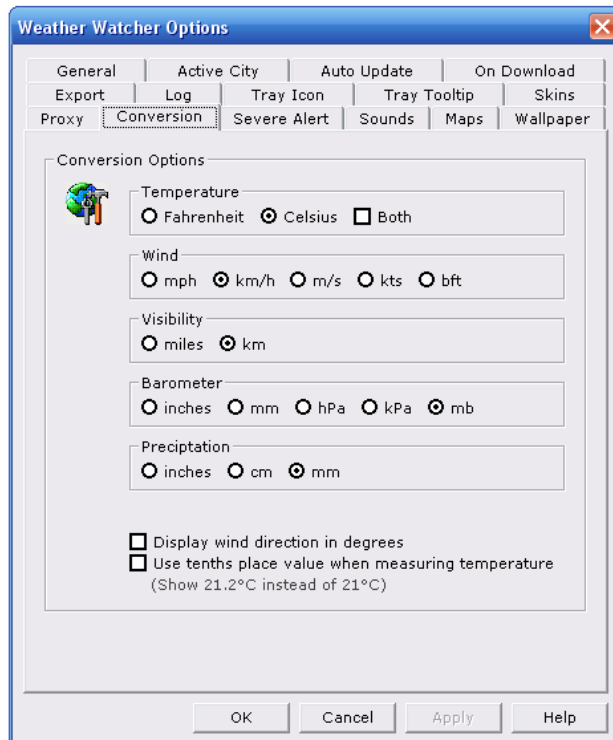 Weather Watcher Options
General Active City Auto Update On Download
Export Log Tray Icon Tray Tooltip Skins
Proxy Conversion Severe Alert Sounds Maps Wallpaper
Conversion Options
Temperature
Fahrenheit Celsius Both
Wind
mph km/h m/s kts bft
Visibility
miles km
Barometer
inches mm hPa kPa mb
Preciptation
inches cm mm
Display wind direction in degrees
Use tenths place value when measuring temperature
(Show 21.2°C instead of 21°C)
OK Cancel Apply Help